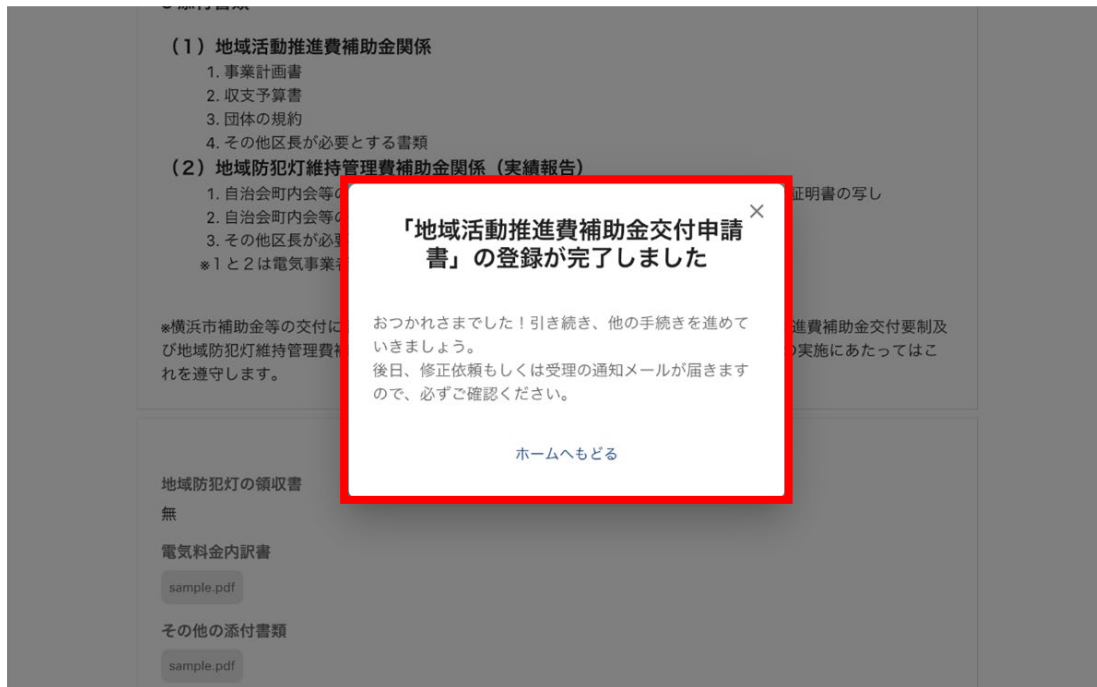 （1）地域活動推進費補助金関係
1. 事業計画書
2. 収支予算書
3. 団体の規約
4. その他区長が必要とする書類
（2）地域防犯灯維持管理費補助金関係（実績報告）
1. 自治会町内会等の 証明書の写し
2. 自治会町内会等の
3. その他区長が必要
※1と2は電気事業者
※横浜市補助金等の交付に 進費補助金交付要制及
び地域防犯灯維持管理費補 の実施にあたってはこ
れを遵守します。
×
「地域活動推進費補助金交付申請
書」の登録が完了しました
おつかれさまでした！引き続き、他の手続きを進めて
いきましょう。
後日、修正依頼もしくは受理の通知メールが届きます
ので、必ずご確認ください。
ホームへもどる
地域防犯灯の領収書
無
電気料金内訳書
sample.pdf
その他の添付書類
sample.pdf